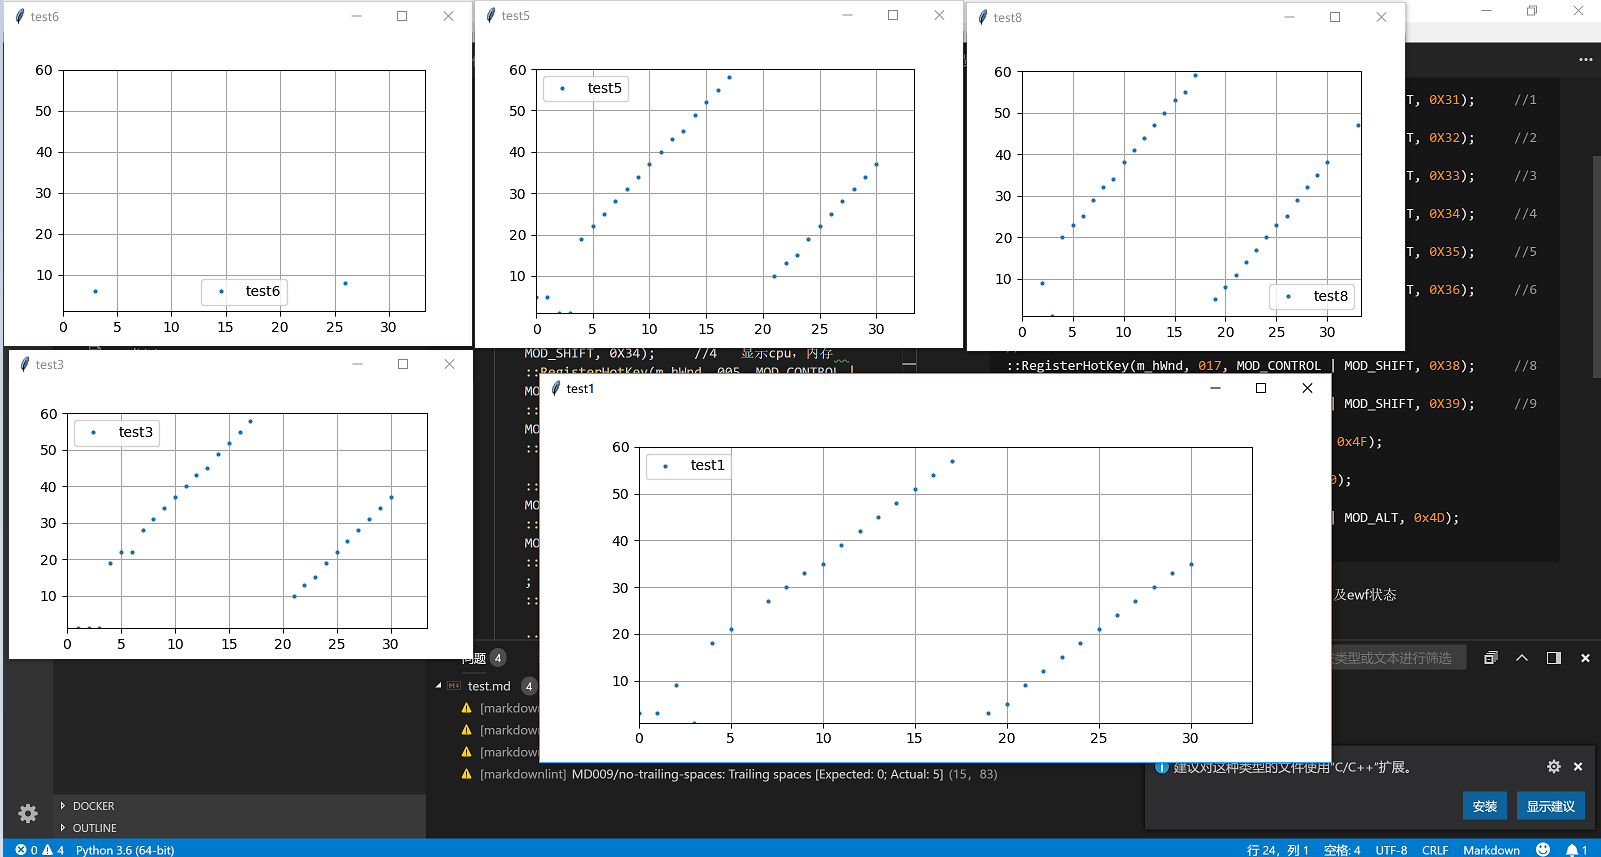 test6
60
50
40
30
20
10
0 5 10 15 20 25 30
test6
test5
60
50
40
30
20
10
0 5 10 15 20 25 30
test5
test8
60
50
40
30
20
10
0 5 10 15 20 25 30
test8
T, 0X31); //1
T, 0X32); //2
T, 0X33); //3
T, 0X34); //4
T, 0X35); //5
T, 0X36); //6
MOD_SHIFT, 0X34); //4 显示cpu，内存
::RegisterHotKey(m_hWnd, 005, MOD_CONTROL |
::RegisterHotKey(m_hWnd, 017, MOD_CONTROL | MOD_SHIFT, 0X38); //8
| MOD_SHIFT, 0X39); //9
0x4F);
);
| MOD_ALT, 0x4D);
及ewf状态
MO
::
MO
::
::
MO
::
MO
::
;
::
::
test3
60
50
40
30
20
10
0 5 10 15 20 25 30
test3
test1
60
50
40
30
20
10
0 5 10 15 20 25 30
test1
问题 4
类型或文本进行筛选
test.md 4
[markdown
[markdown
[markdown
[markdownlint] MD009/no-trailing-spaces: Trailing spaces [Expected: 0; Actual: 5] (15, 83)
建议对这种类型的文件使用"C/C++"扩展。
安装 显示建议
DOCKER
OUTLINE
0 4 Python 3.6 (64-bit)
行 24，列 1 空格: 4 UTF-8 CRLF Markdown 1